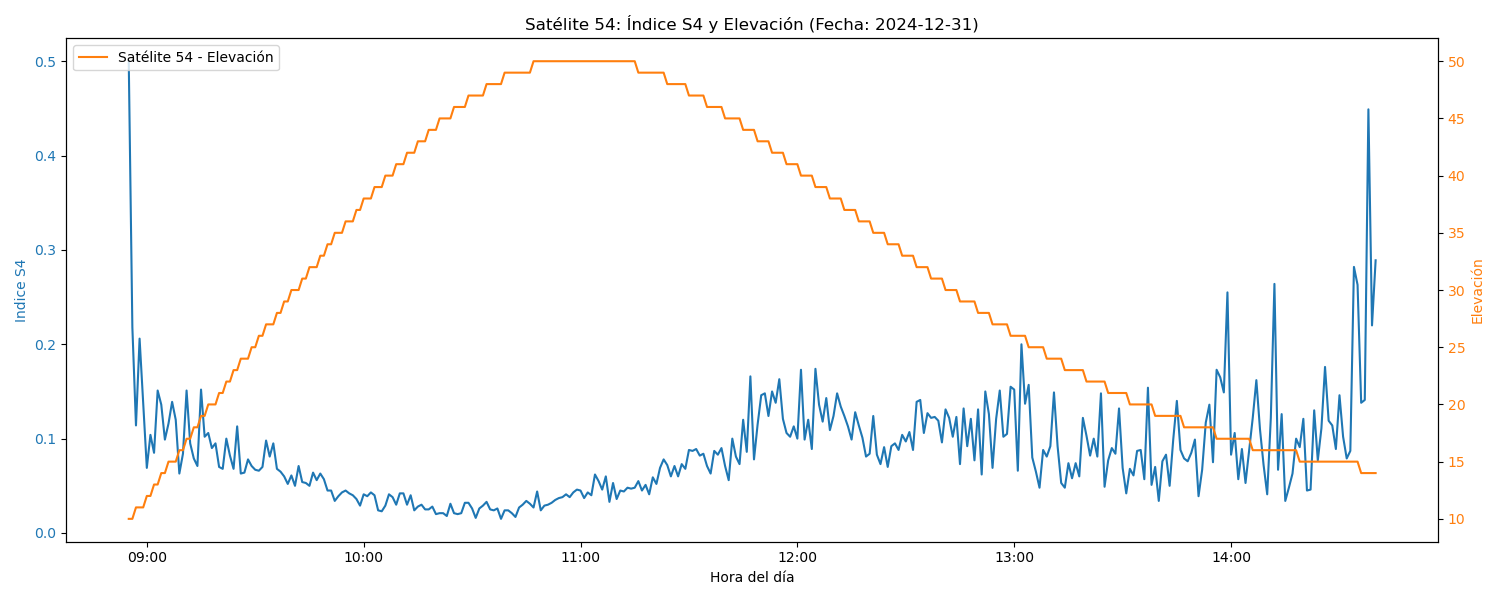 Satélite 54: Índice S4 y Elevación (Fecha: 2024-12-31)
Satélite 54 - Elevación
0.5
0.4
0.3
0.2
0.1
0.0
Indice S4
50
45
40
35
30
25
20
15
10
Elevación
09:00 10:00 11:00 12:00 13:00 14:00
Hora del día